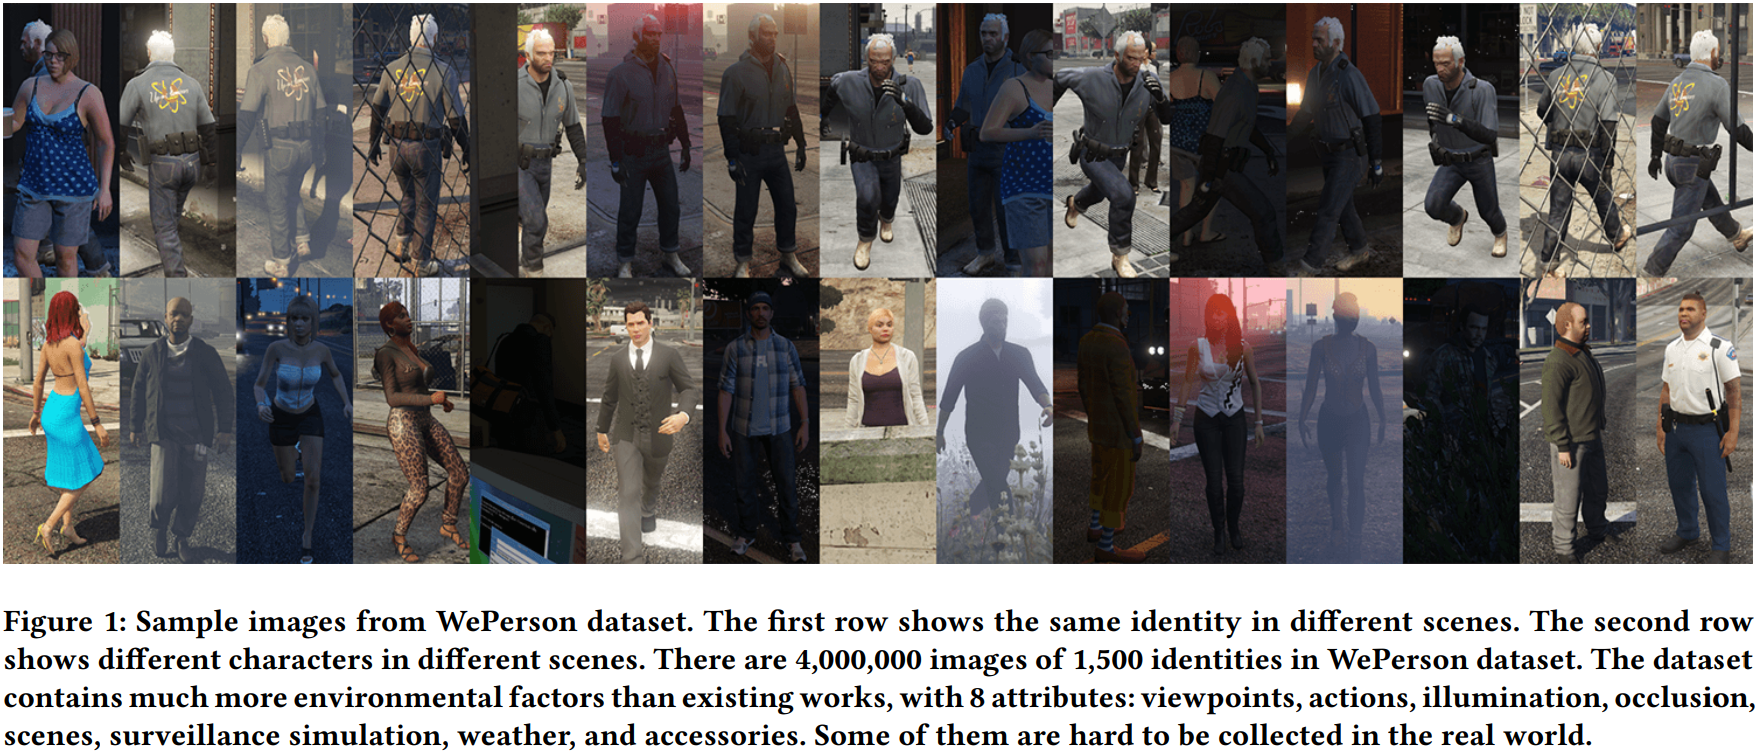 Figure 1: Sample images from WePerson dataset. The first row shows the same identity in different scenes. The second row
shows different characters in different scenes. There are 4,000,000 images of 1,500 identities in WePerson dataset. The dataset
contains much more environmental factors than existing works, with 8 attributes: viewpoints, actions, illumination, occlusion,
scenes, surveillance simulation, weather, and accessories. Some of them are hard to be collected in the real world.